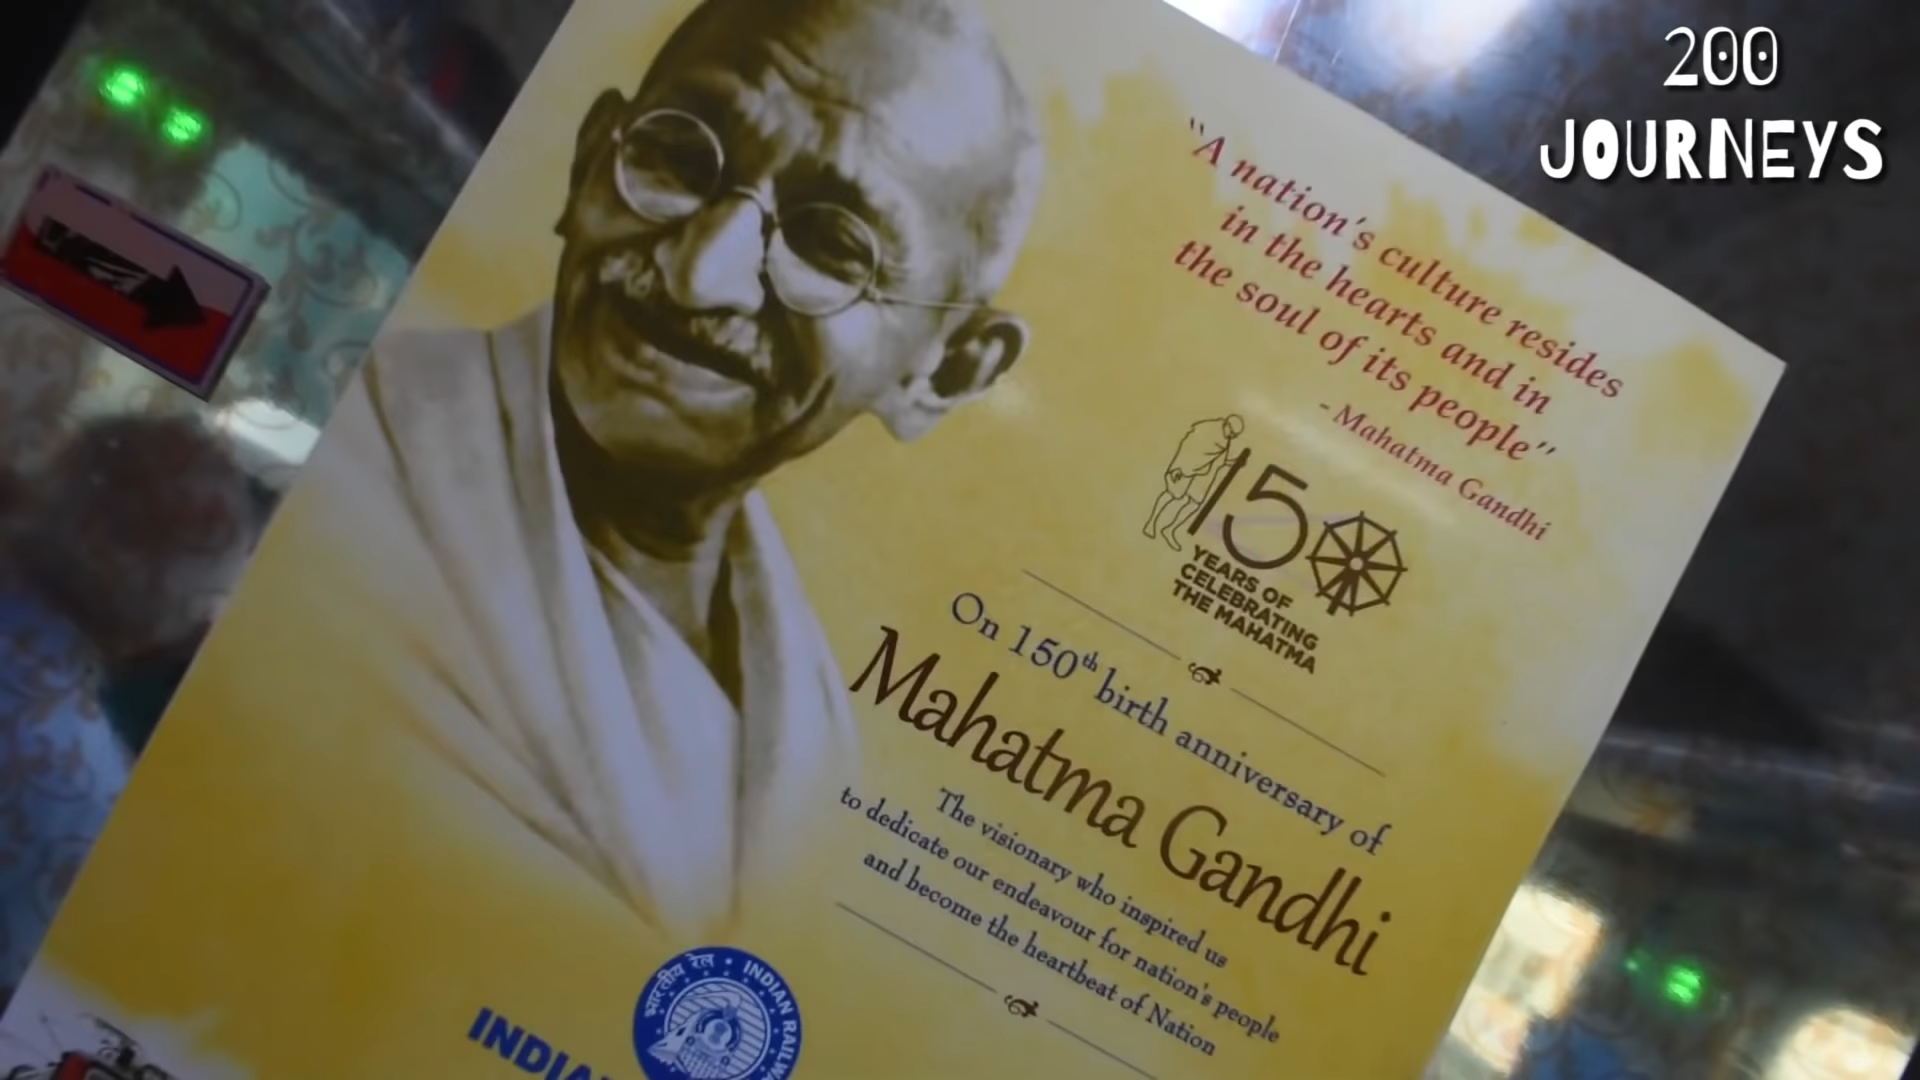 200
JOURNEYS
"A nation's culture resides
in the hearts and in
the soul of its people"
- Mahatma Gandhi
150
YEARS OF
CELEBRATING
THE MAHATMA
On 150th birth anniversary of
Mahatma Gandhi
The visionary who inspired us
to dedicate our endeavour for nation's people
and become the heartbeat of Nation
भारतीय रेल • INDIAN RAILWA
INDIA